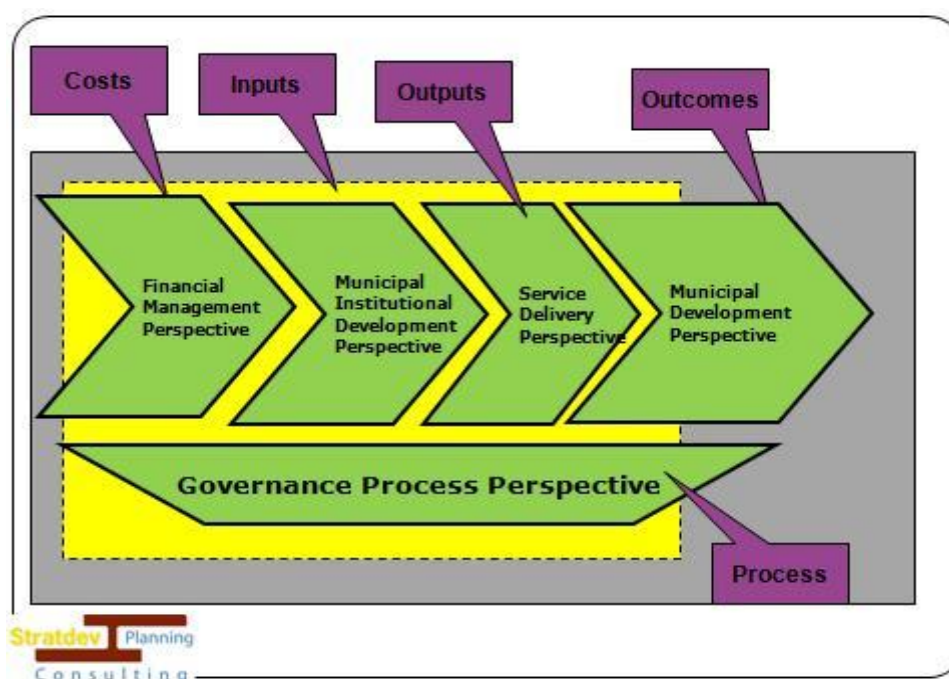 Costs
Inputs
Outputs
Outcomes
Financial
Management
Perspective
Municipal
Institutional
Development
Perspective
Service
Delivery
Perspective
Municipal
Development
Perspective
Governance Process Perspective
Process
Stratdev Planning
Consulting